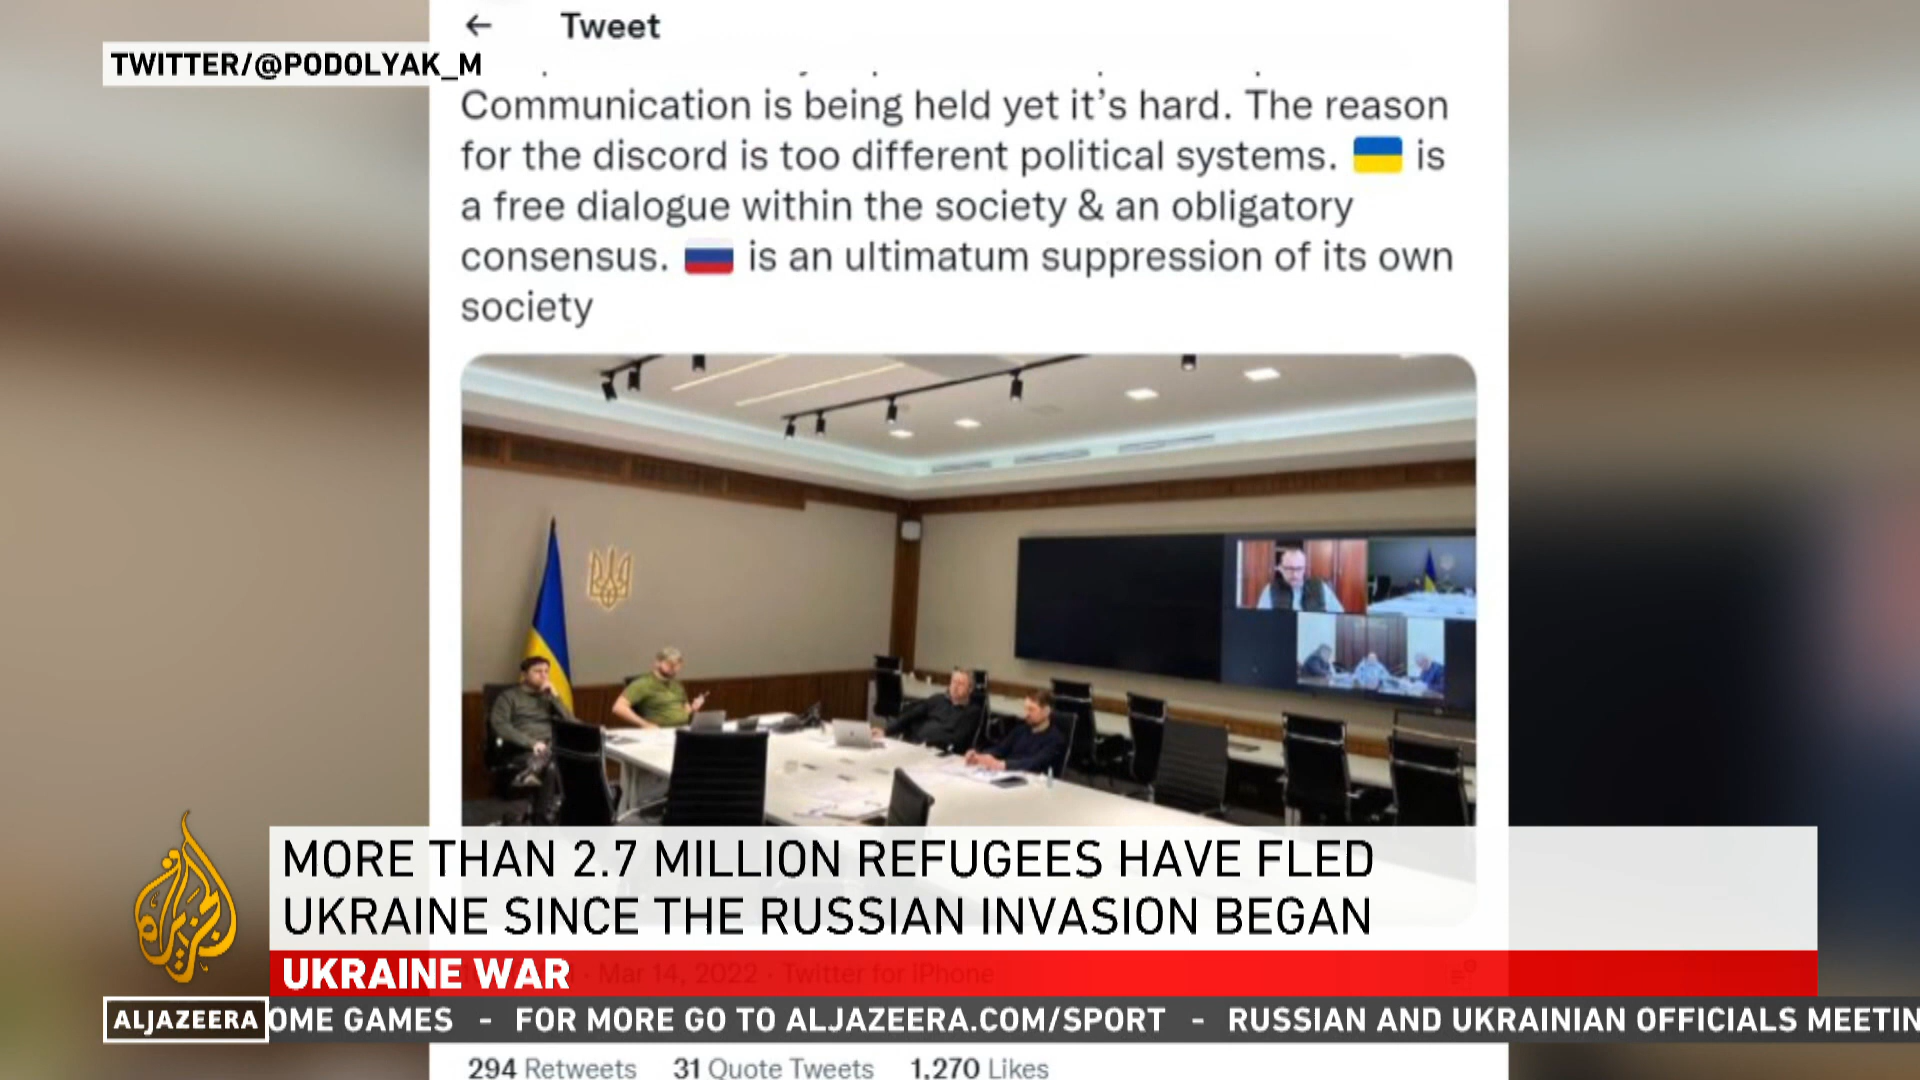 ← Tweet
TWITTER/@PODOLYAK_M
Communication is being held yet it's hard. The reason
for the discord is too different political systems. 🇺🇦 is
a free dialogue within the society & an obligatory
consensus. 🇷🇺 is an ultimatum suppression of its own
society
MORE THAN 2.7 MILLION REFUGEES HAVE FLED
UKRAINE SINCE THE RUSSIAN INVASION BEGAN
UKRAINE WAR
· Mar 14, 2022 · Twitter for iPhone
الجزيرة
ALJAZEERA
OME GAMES - FOR MORE GO TO ALJAZEERA.COM/SPORT - RUSSIAN AND UKRAINIAN OFFICIALS MEETIN
294 Retweets 31 Quote Tweets 1,270 Likes